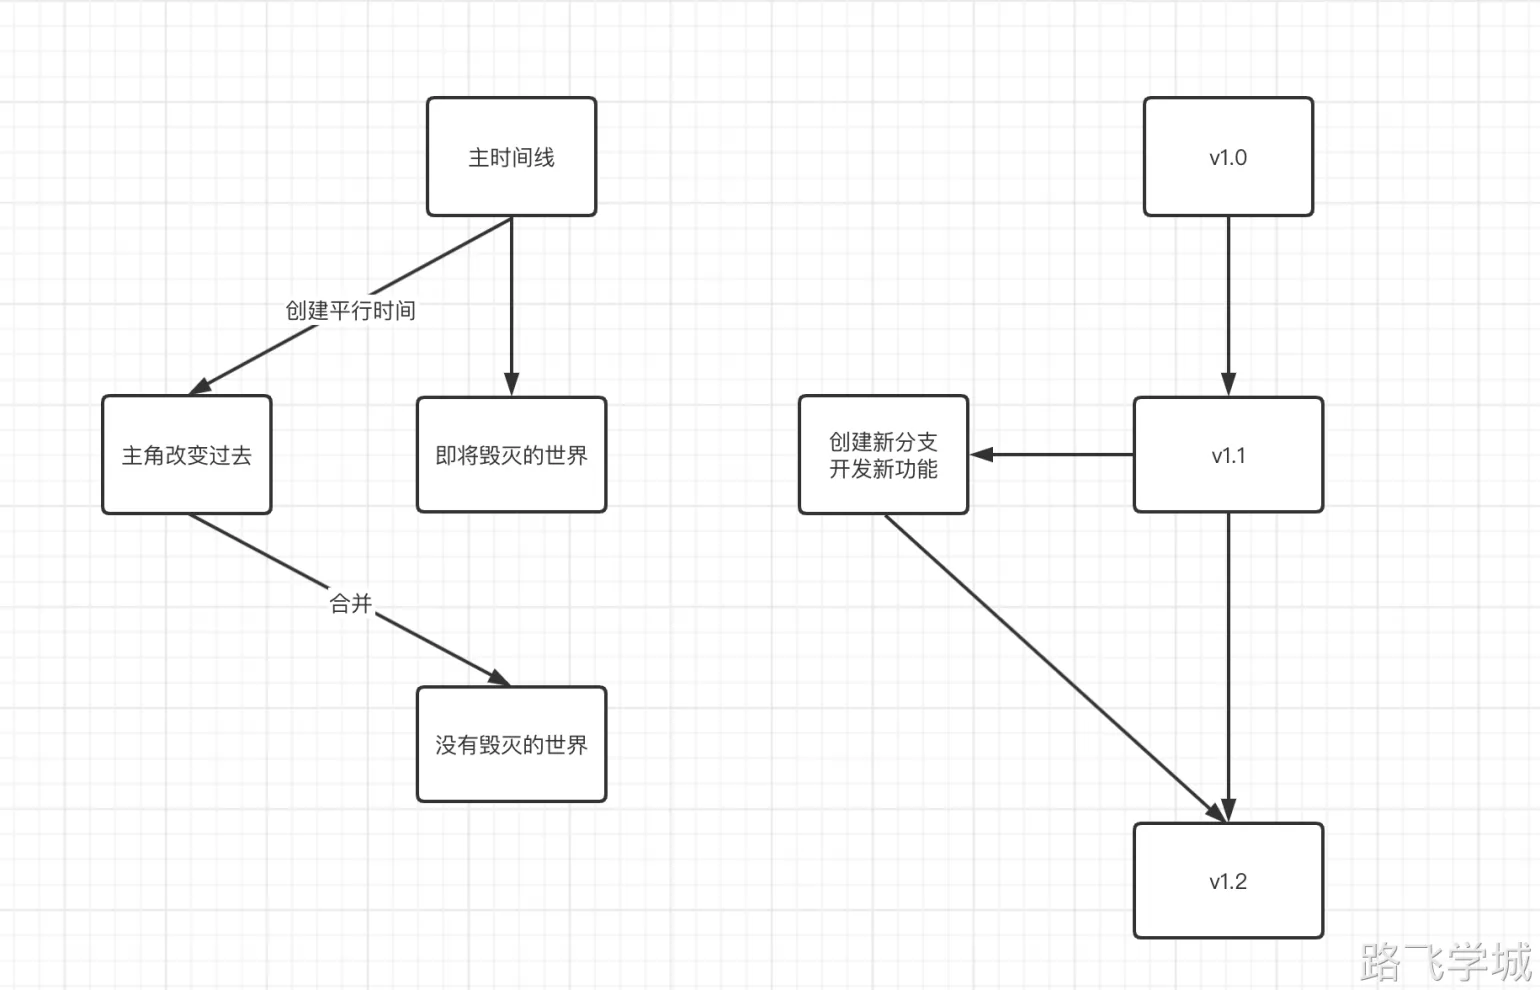 主时间线
v1.0
创建平行时间
主角改变过去
即将毁灭的世界
创建新分支
开发新功能
v1.1
合并
没有毁灭的世界
v1.2
路飞学城